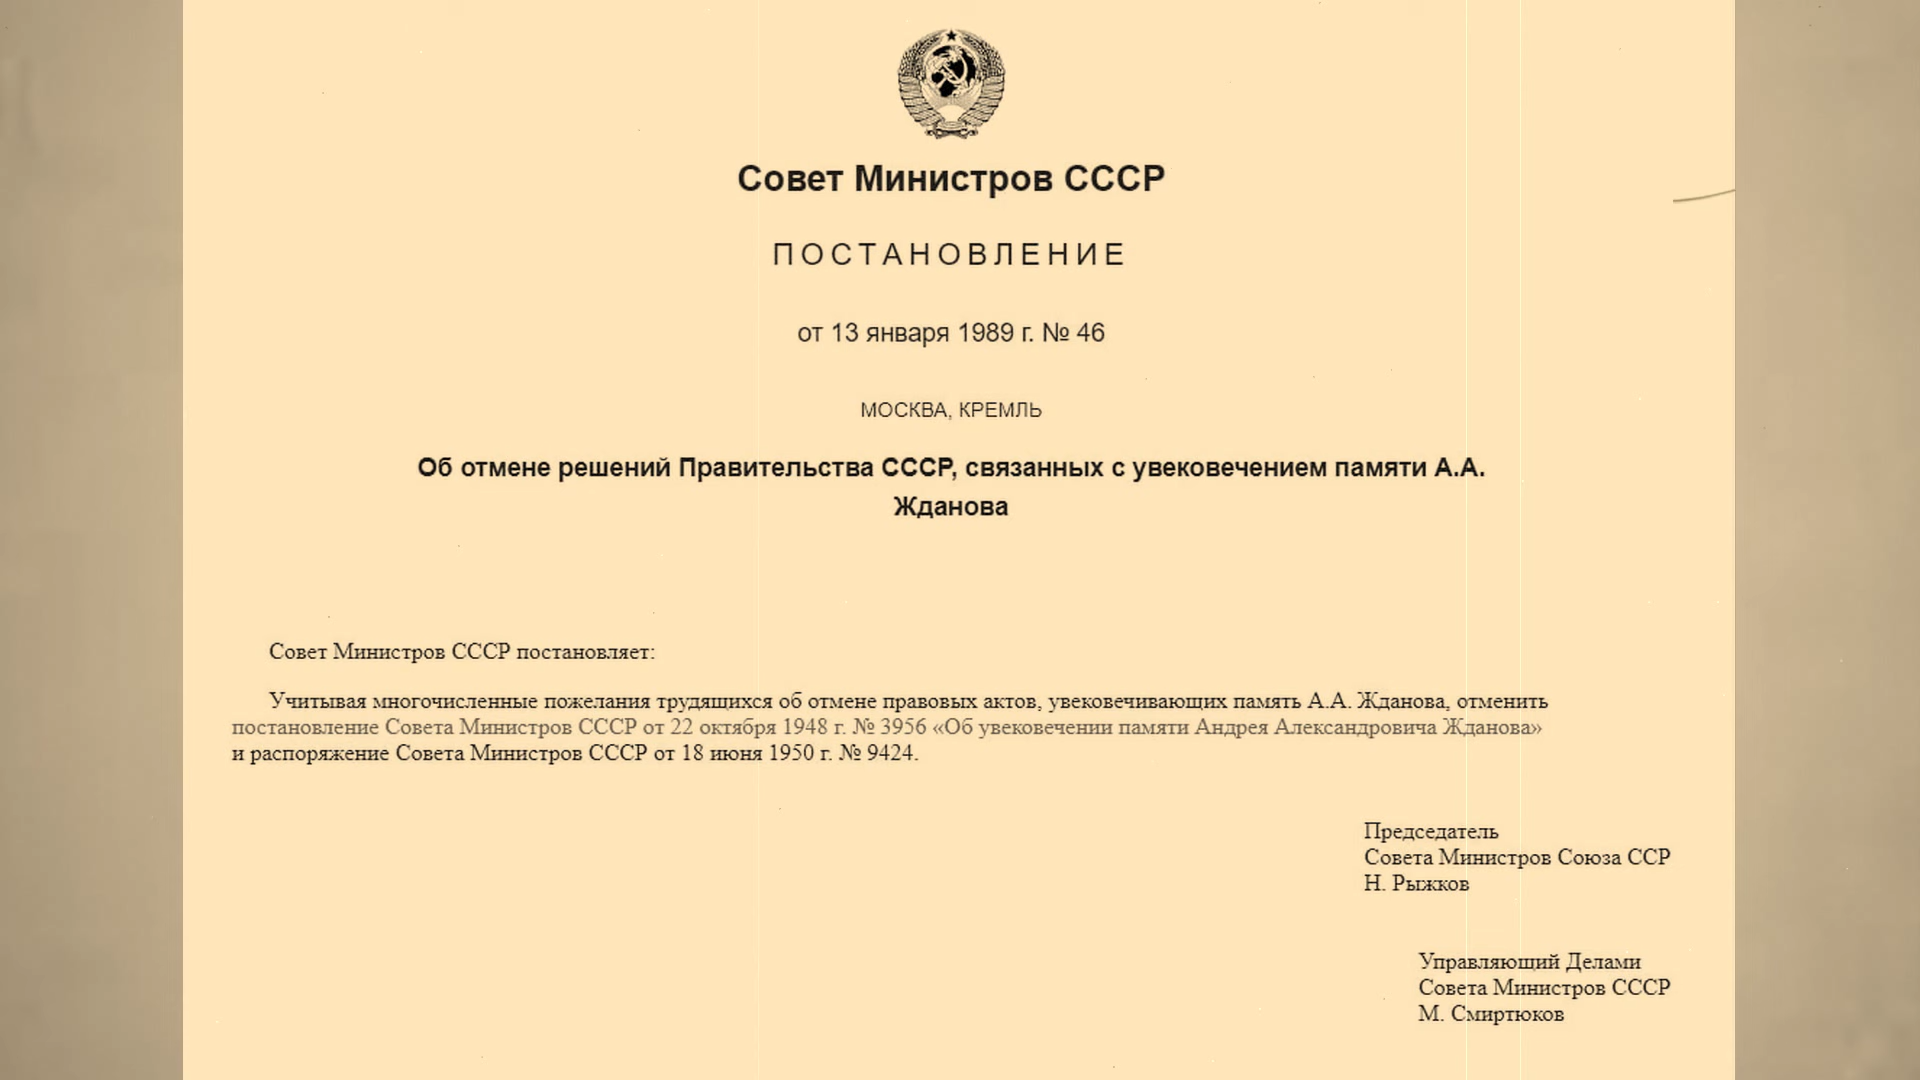 Совет Министров СССР
ПОСТАНОВЛЕНИЕ
от 13 января 1989 г. № 46
МОСКВА, КРЕМЛЬ
Об отмене решений Правительства СССР, связанных с увековечением памяти А.А.
Жданова
Совет Министров СССР постановляет:
Учитывая многочисленные пожелания трудящихся об отмене правовых актов, увековечивающих память А.А. Жданова, отменить
постановление Совета Министров СССР от 22 октября 1948 г. № 3956 «Об увековечении памяти Андрея Александровича Жданова»
и распоряжение Совета Министров СССР от 18 июня 1950 г. № 9424.
Председатель
Совета Министров Союза ССР
Н. Рыжков
Управляющий Делами
Совета Министров СССР
М. Смиртюков